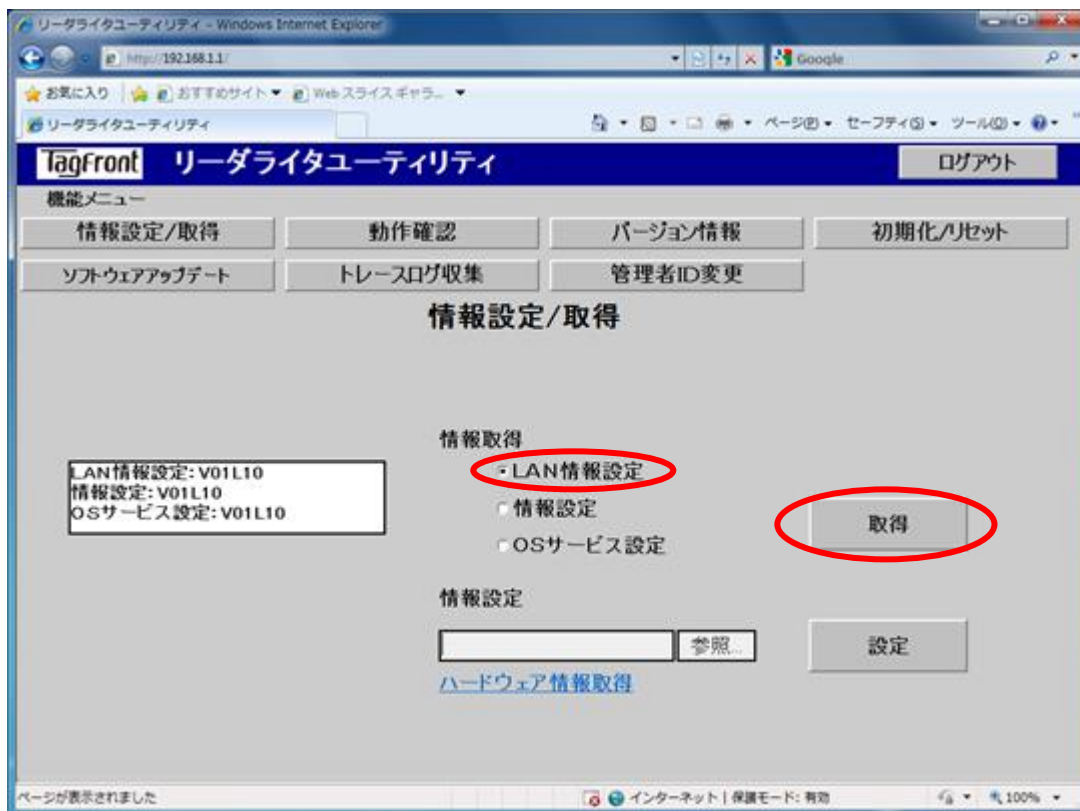 リーダライタユーティリティ - Windows Internet Explorer
http://192.168.1.1/
Google
お気に入り おすすめサイト Web スライス ギャラ...
リーダライタユーティリティ ページ(P) セーフティ(S) ツール(O)
TagFront リーダライタユーティリティ ログアウト
機能メニュー
情報設定/取得 動作確認 バージョン情報 初期化/リセット
ソフトウェアアップデート トレースログ収集 管理者ID変更
情報設定/取得
情報取得
LAN情報設定: V01L10
情報設定: V01L10
OSサービス設定: V01L10
LAN情報設定
情報設定
OSサービス設定
取得
情報設定
参照...
設定
ハードウェア情報取得
ページが表示されました インターネット | 保護モード: 有効 100%